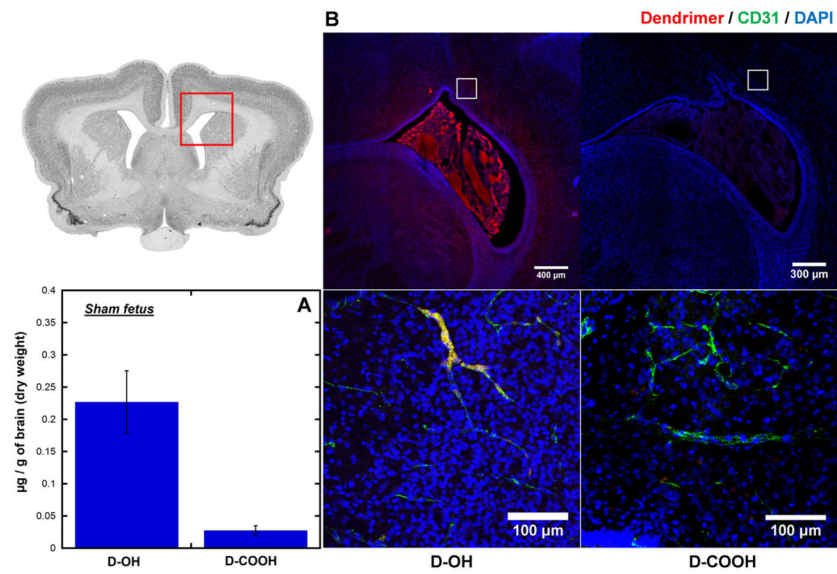 B
Dendrimer / CD31 / DAPI
400 µm
300 µm
A
Sham fetus
µg / g of brain (dry weight)
0.4
0.35
0.3
0.25
0.2
0.15
0.1
0.05
0
D-OH
D-COOH
100 µm
100 µm
D-OH
D-COOH